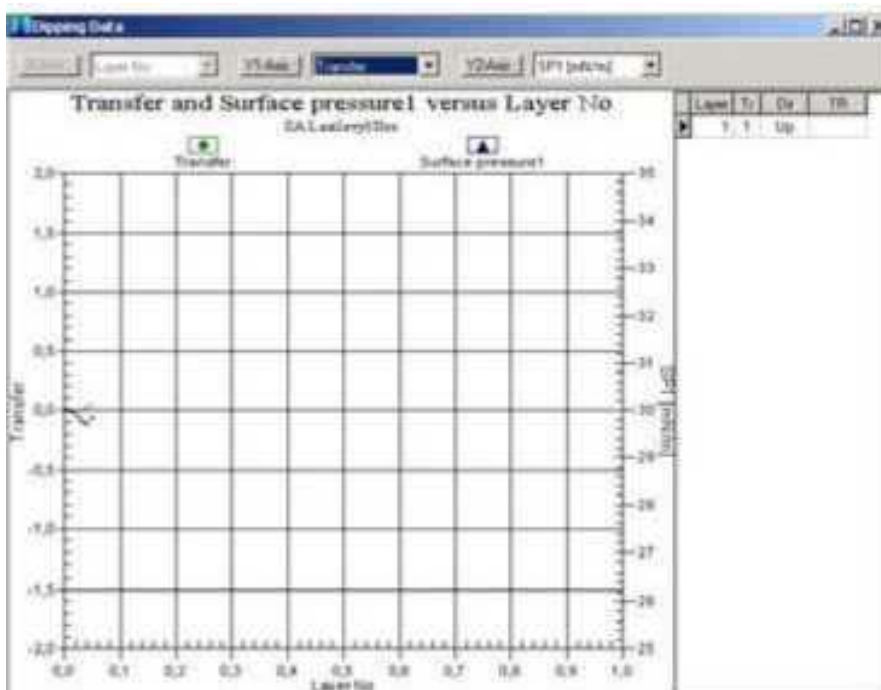 Dipping Data
Layer No Y1-Axis Transfer Y2-Axis SP1 [mN/m]
Transfer and Surface pressure1 versus Layer No
Transfer Surface pressure1
Layer Tr Dir TR
1 1 Up
2,0 35
1,5 34
33
1,0 32
0,5 31
0,0 30
-0,5 29
-1,0 28
27
-1,5 26
-2,0 25
Transfer
SP1 [mN/m]
0,0 0,1 0,2 0,3 0,4 0,5 0,6 0,7 0,8 0,9 1,0
Layer No